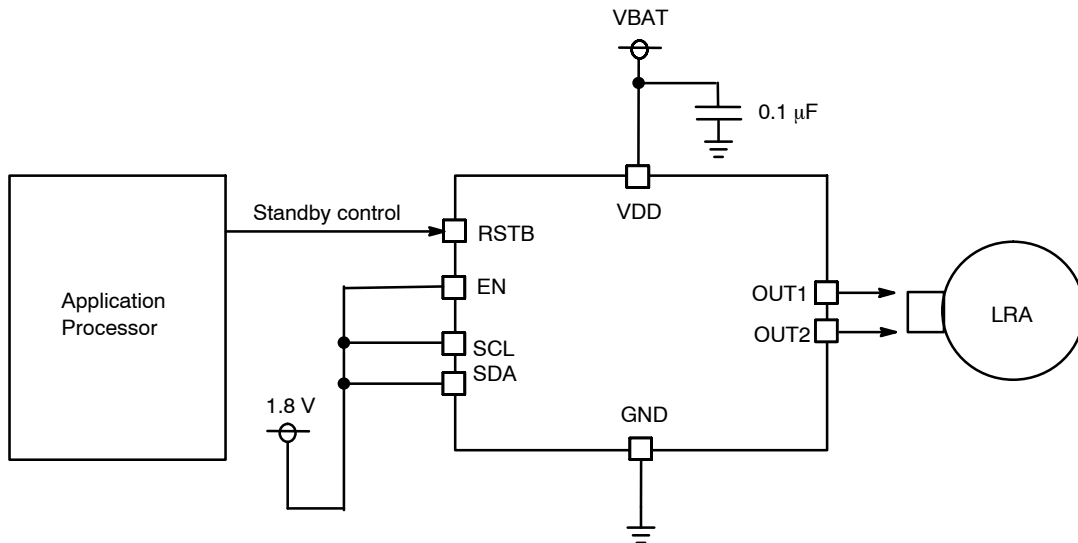 VBAT
0.1 μF
VDD
Standby control
RSTB
EN
Application
Processor
OUT1
LRA
OUT2
SCL
SDA
1.8 V
GND